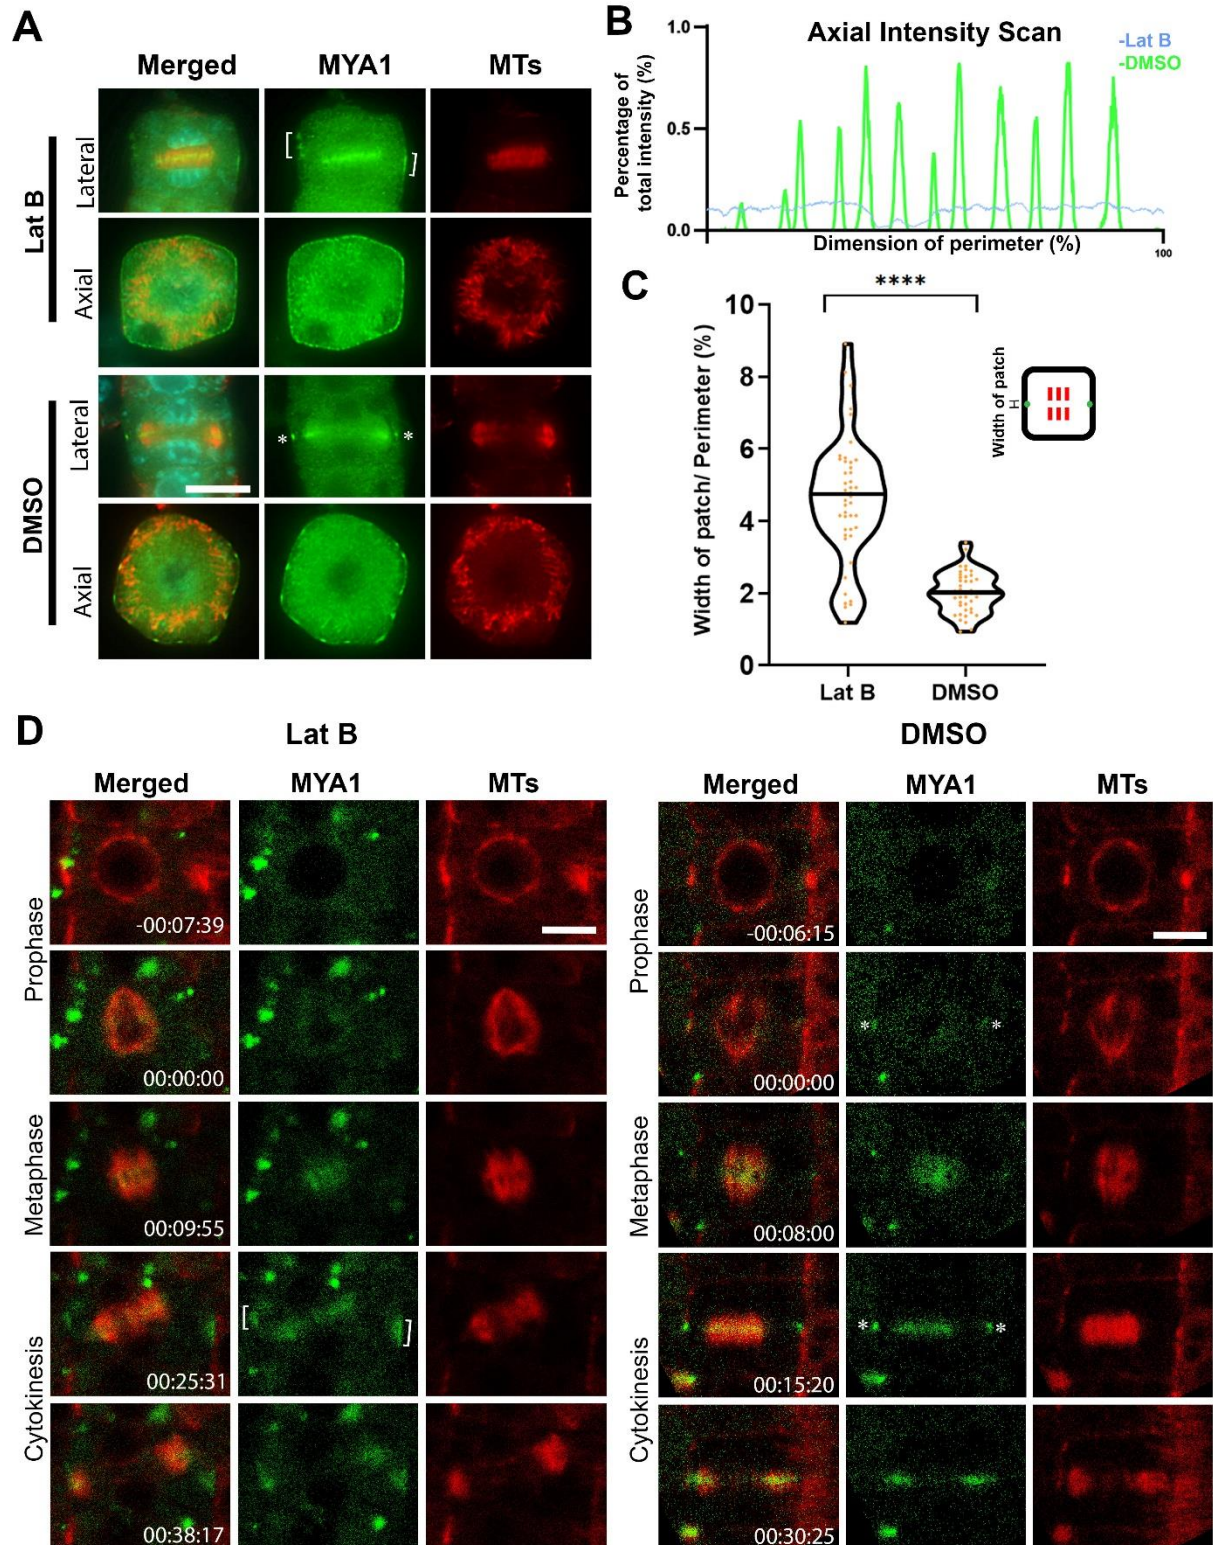 A
Merged MYA1 MTs
Lat B
Lateral
[ ]
Axial
DMSO
Lateral
* *
Axial
B
Axial Intensity Scan
-Lat B
-DMSO
Percentage of
total intensity (%)
1.0
0.5
0.0
Dimension of perimeter (%)
100
C
****
Width of patch/ Perimeter (%)
10
8
6
4
2
0
Lat B DMSO
Width of patch
H
D
Lat B DMSO
Merged MYA1 MTs Merged MYA1 MTs
Prophase Prophase
-00:07:39 -00:06:15
* *
00:00:00 00:00:00
Metaphase Metaphase
00:09:55 00:08:00
Cytokinesis Cytokinesis
[ ] * *
00:25:31 00:15:20
00:38:17 00:30:25